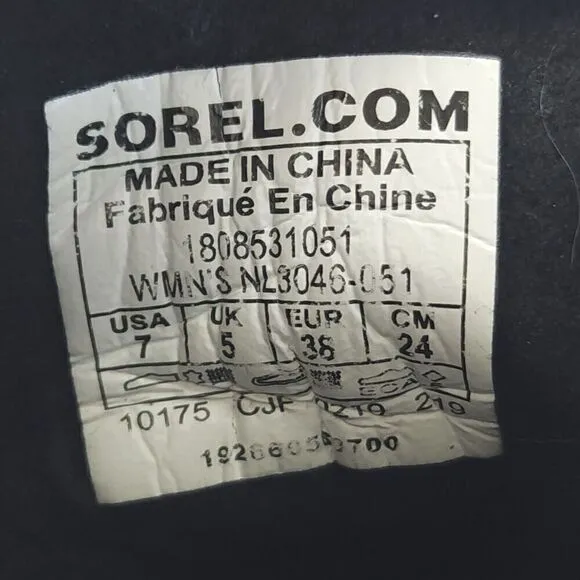 SOREL.COM
MADE IN CHINA
Fabriqué En Chine
1808531051
WMN'S NL3046-051
USA UK EUR CM
7 5 38 24
10175 CJF 219